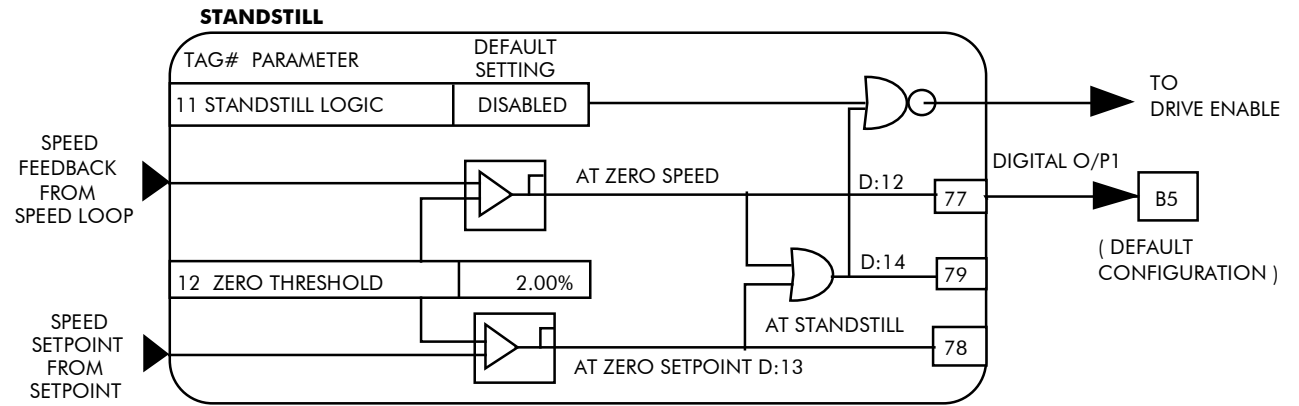 STANDSTILL
TAG# PARAMETER
DEFAULT
SETTING
11 STANDSTILL LOGIC
DISABLED
TO
DRIVE ENABLE
SPEED
FEEDBACK
FROM
SPEED LOOP
AT ZERO SPEED
D:12
77
DIGITAL O/P1
B5
( DEFAULT
CONFIGURATION )
12 ZERO THRESHOLD
2.00%
D:14
79
AT STANDSTILL
SPEED
SETPOINT
FROM
SETPOINT
AT ZERO SETPOINT D:13
78